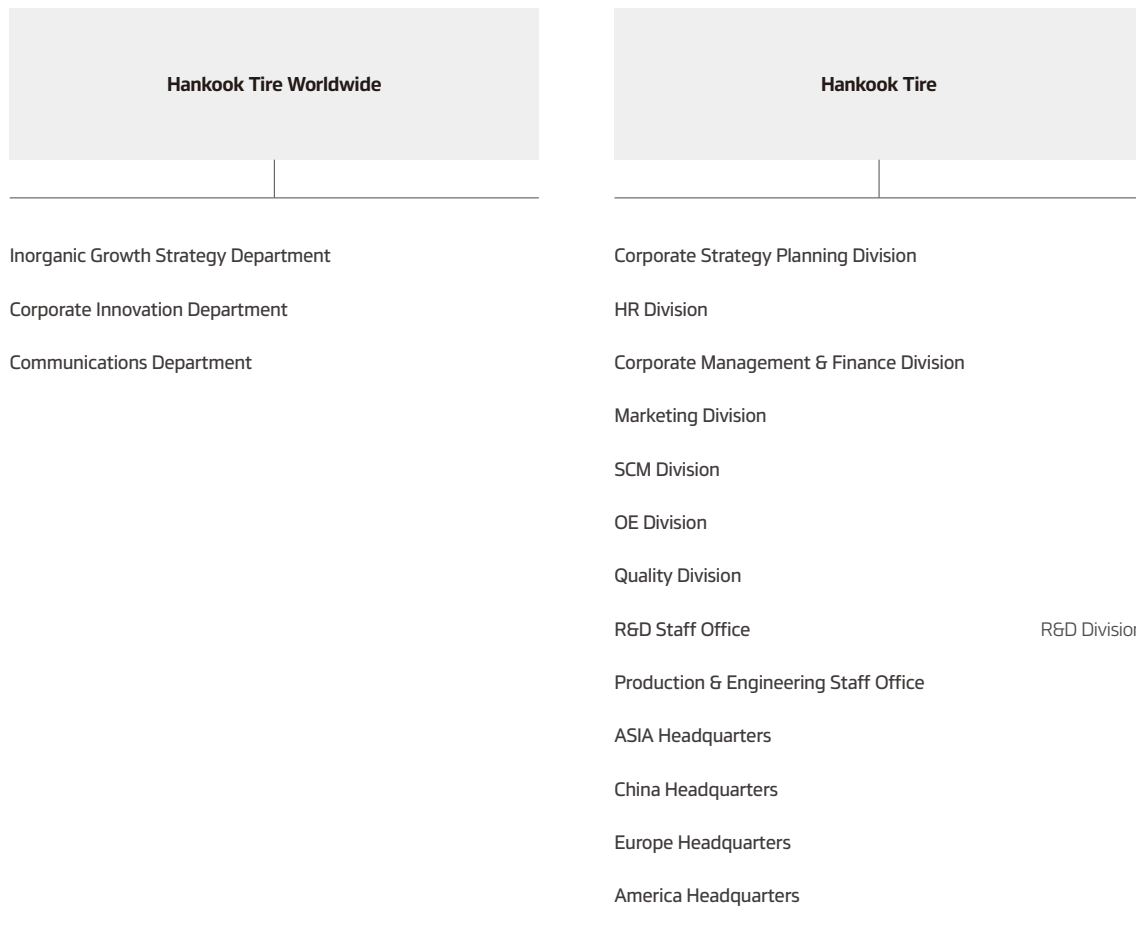 Hankook Tire Worldwide
Inorganic Growth Strategy Department
Corporate Innovation Department
Communications Department
Hankook Tire
Corporate Strategy Planning Division
HR Division
Corporate Management & Finance Division
Marketing Division
SCM Division
OE Division
Quality Division
R&D Staff Office
R&D Division
Production & Engineering Staff Office
ASIA Headquarters
China Headquarters
Europe Headquarters
America Headquarters